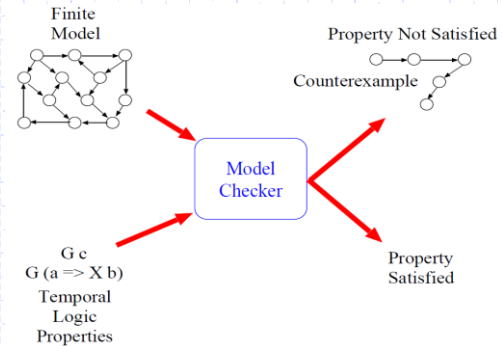 Finite
Model
Property Not Satisfied
Counterexample
Model
Checker
G c
G (a => X b)
Temporal
Logic
Properties
Property
Satisfied